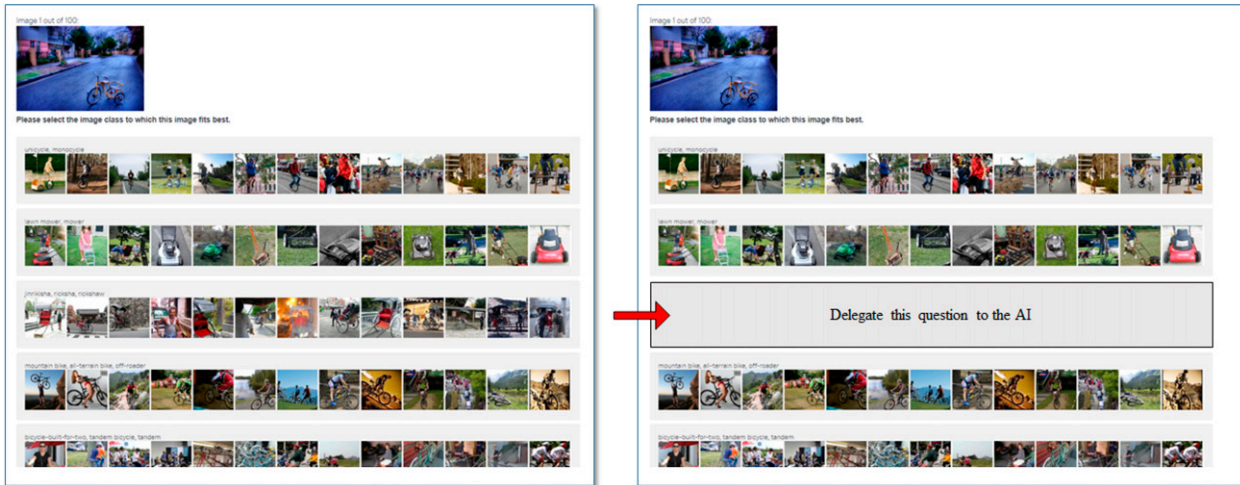 Image 1 out of 100:
Please select the image class to which this image fits best.
unicycle, monocycle
lawn mower, mower
jinrikisha, ricksha, rickshaw
mountain bike, all-terrain bike, off-roader
bicycle-built-for-two, tandem bicycle, tandem
Image 1 out of 100:
Please select the image class to which this image fits best.
unicycle, monocycle
lawn mower, mower
Delegate this question to the AI
mountain bike, all-terrain bike, off-roader
bicycle-built-for-two, tandem bicycle, tandem